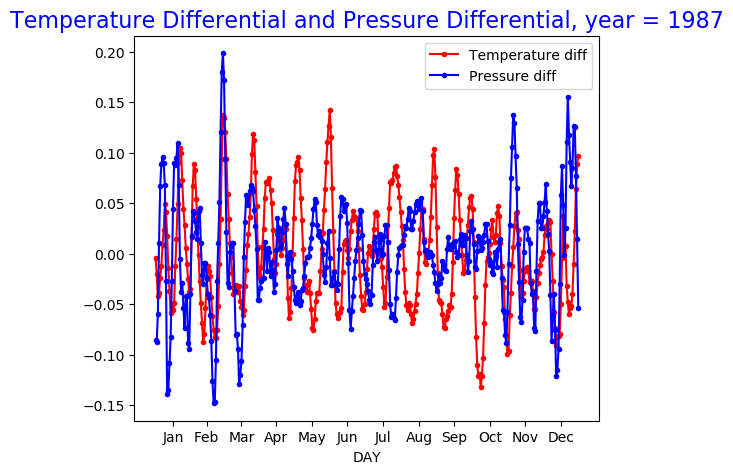 Temperature Differential and Pressure Differential, year = 1987
Temperature diff
Pressure diff
0.20
0.15
0.10
0.05
0.00
−0.05
−0.10
−0.15
Jan Feb Mar Apr May Jun Jul Aug Sep Oct Nov Dec
DAY